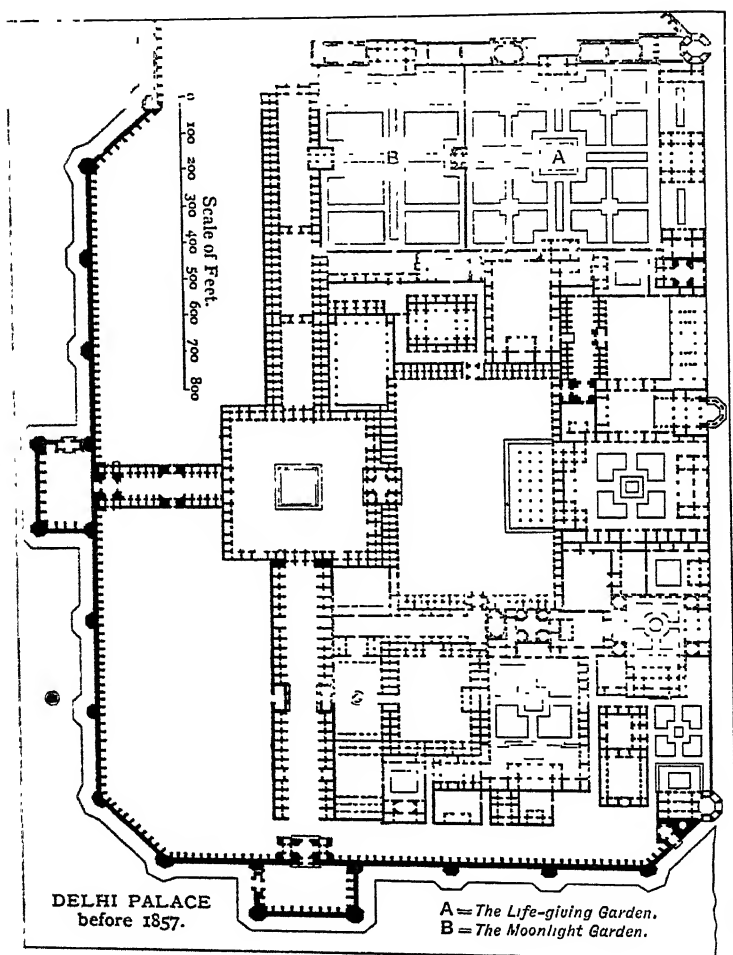 B
A
0
100
200
300
400
500
600
700
800
Scale of Feet.
DELHI PALACE
before 1857.
A = The Life-giving Garden.
B = The Moonlight Garden.